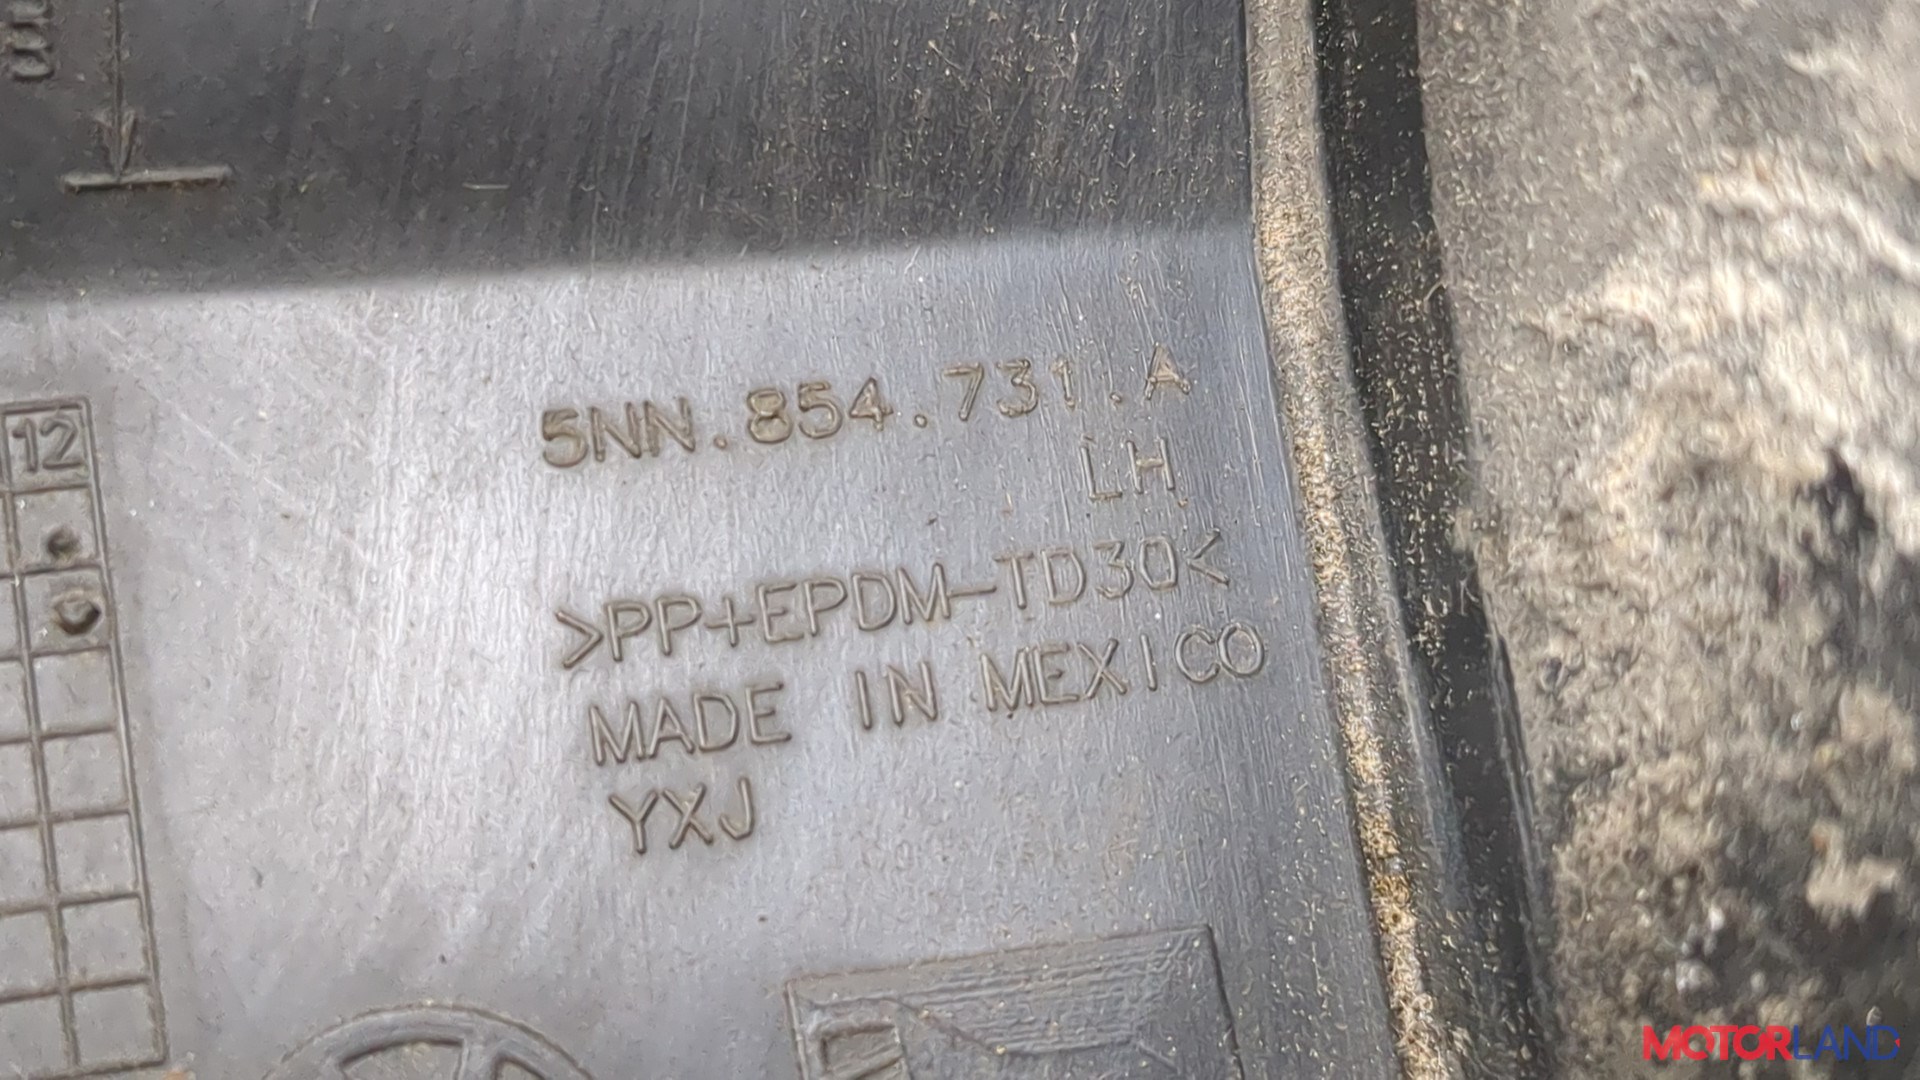 12
5NN.854.731.A
LH
>PP+EPDM-TD30<
MADE IN MEXICO
YXJ
MOTORLAND